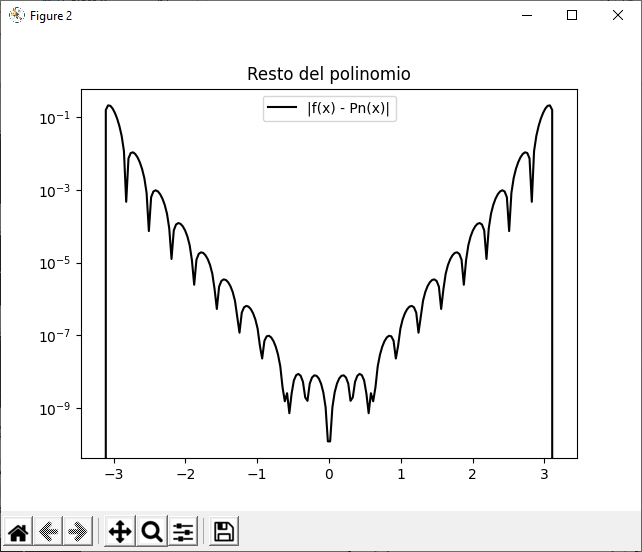 Figure 2
Resto del polinomio
|f(x) - Pn(x)|
10⁻¹
10⁻³
10⁻⁵
10⁻⁷
10⁻⁹
−3 −2 −1 0 1 2 3